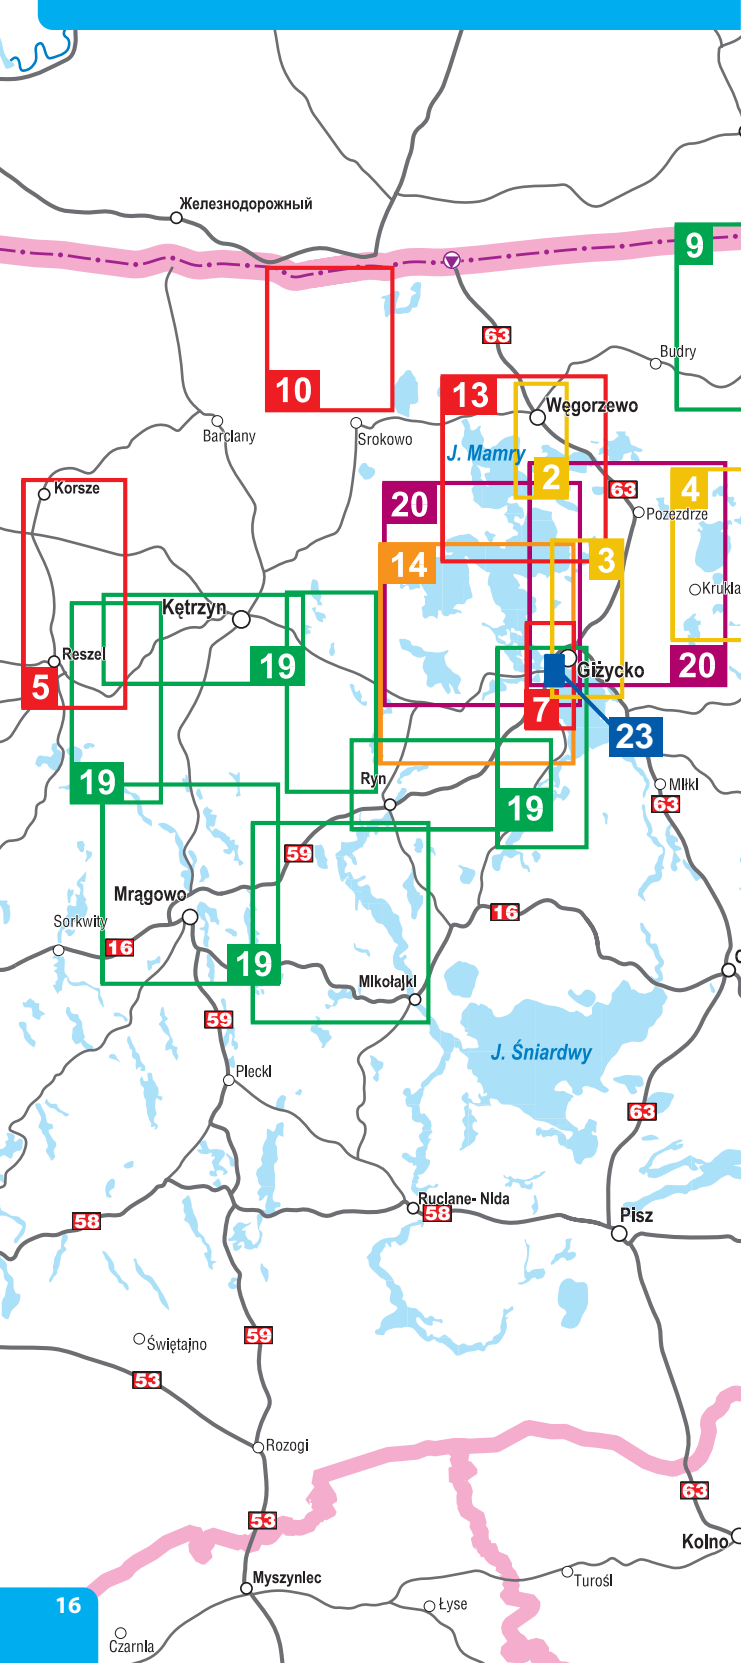 Железнодорожный
9
63
Budry
10
13
Węgorzewo
Barciany
Srokowo
J. Mamry
2
Korsze
63
4
20
Pozezdrze
14
3
Krukla
Kętrzyn
Reszel
19
20
Giżycko
5
7
23
19
Ryn
Miłki
63
19
59
Mrągowo
16
Sorkwity
16
19
Mikołajki
59
J. Śniardwy
Piecki
63
Ruciane- Nida
58
58
Pisz
59
Świętajno
53
Rozogi
63
53
Kolno
Myszyniec
Turośl
16
Łyse
Czarnia